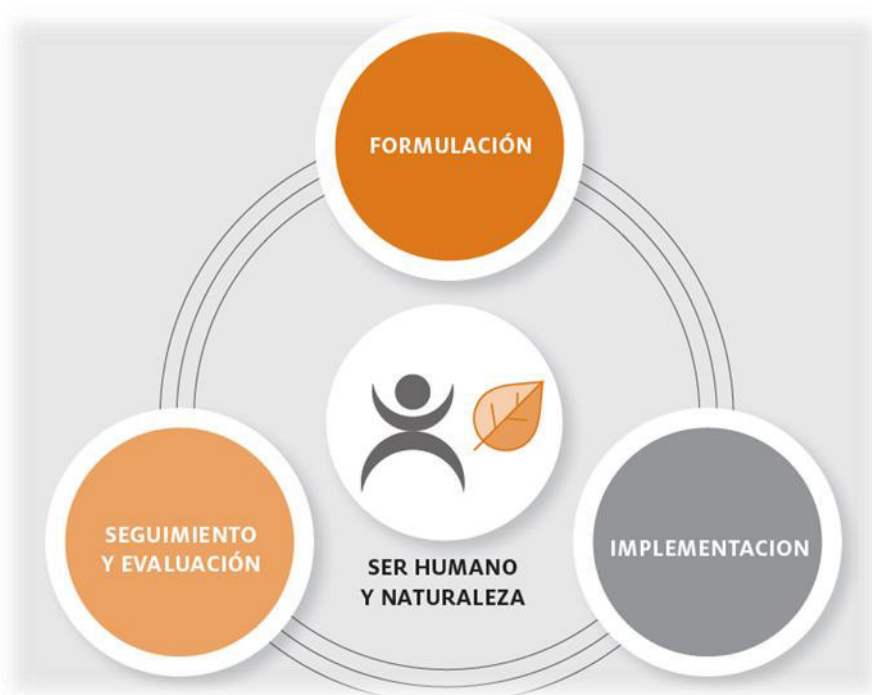 FORMULACIÓN
SEGUIMIENTO
Y EVALUACIÓN
IMPLEMENTACION
SER HUMANO
Y NATURALEZA